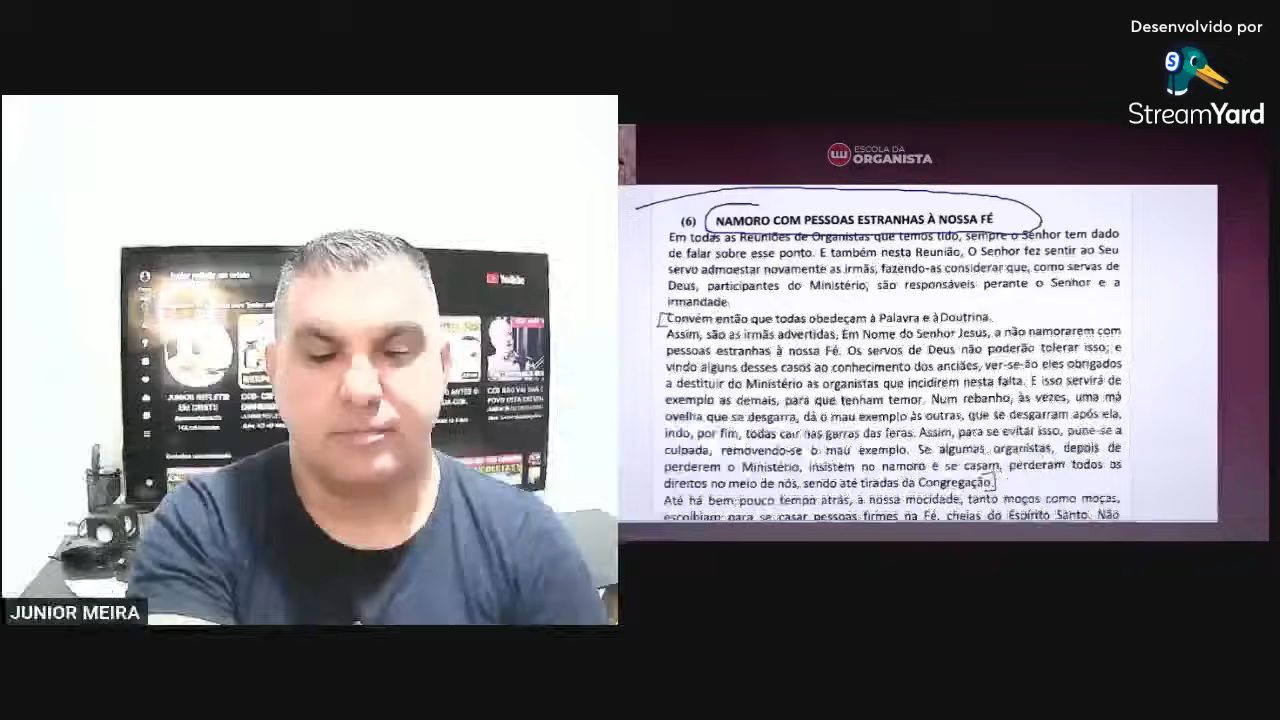 Desenvolvido por
StreamYard
ESCOLA DA
ORGANISTA
(6) NAMORO COM PESSOAS ESTRANHAS À NOSSA FÉ
Em todas as Reuniões de Organistas que temos tido, sempre o Senhor tem dado
de falar sobre esse ponto. E também nesta Reunião, O Senhor fez sentir ao Seu
servo admoestar novamente as irmãs, fazendo-as considerar que, como servas de
Deus, participantes do Ministério, são responsáveis perante o Senhor e a
irmandade.
Convém então que todas obedeçam à Palavra e à Doutrina.
Assim, são as irmãs advertidas, Em Nome do Senhor Jesus, a não namorarem com
pessoas estranhas à nossa Fé. Os servos de Deus não poderão tolerar isso; e
vindo alguns desses casos ao conhecimento dos anciães, ver-se-ão eles obrigados
a destituir do Ministério as organistas que incidirem nesta falta. E isso servirá de
exemplo as demais, para que tenham temor. Num rebanho, às vezes, uma má
ovelha que se desgarra, dá o mau exemplo às outras, que se desgarram após ela,
indo, por fim, todas cair nas garras das feras. Assim, para se evitar isso, pune-se a
culpada, removendo-se o mau exemplo. Se algumas organistas, depois de
perderem o Ministério, insistem no namoro e se casam, perderam todos os
direitos no meio de nós, sendo até tiradas da Congregação.
Até há bem pouco tempo atrás, a nossa mocidade, tanto moços como moças,
escolhiam para se casar pessoas firmes na Fé, cheias do Espírito Santo. Não
YouTube
JUNIOR REFLETIR
EM CRISTO
JUNIOR MEIRA